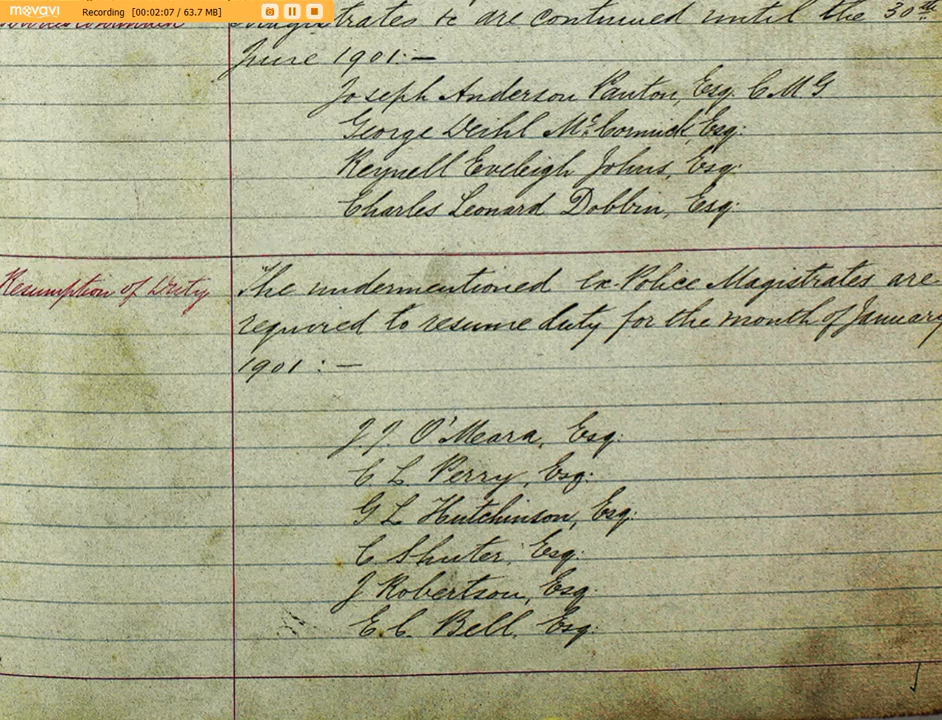 movavi Recording [00:02:07 / 63.7 MB]
trates &c are continued until the 30th
June 1901:—
Joseph Anderson Panton, Esq. C M G
George Deihl McCormick Esq:
Reynell Eveleigh Johns, Esq:
Charles Leonard Dobbin, Esq:
Resumption of Duty
The undermentioned ex-Police Magistrates are
required to resume duty for the month of January
1901 :—
J J. O'Meara, Esq:
C. L. Perry, Esq:
G L Hutchinson, Esq:
C Shuter, Esq:
J Robertson, Esq:
E. C. Bell, Esq: